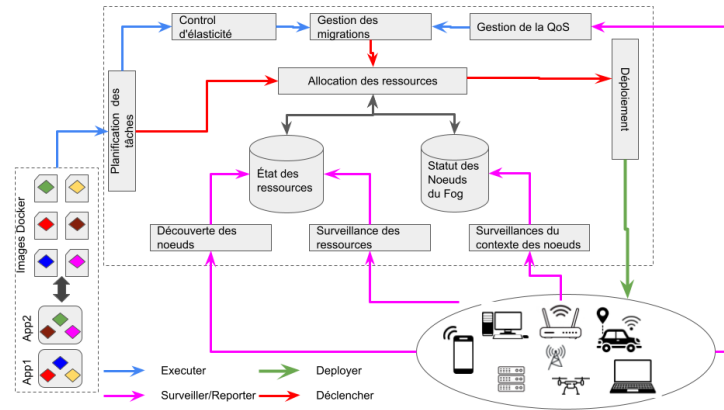 Control
d'élasticité
Gestion des
migrations
Gestion de la QoS
Planification des
tâches
Allocation des ressources
Déploiement
État des
ressources
Statut des
Noeuds
du Fog
Images Docker
Découverte des
noeuds
Surveillance des
ressources
Surveillances du
contexte des noeuds
App2
App1
Executer
Deployer
Surveiller/Reporter
Déclencher